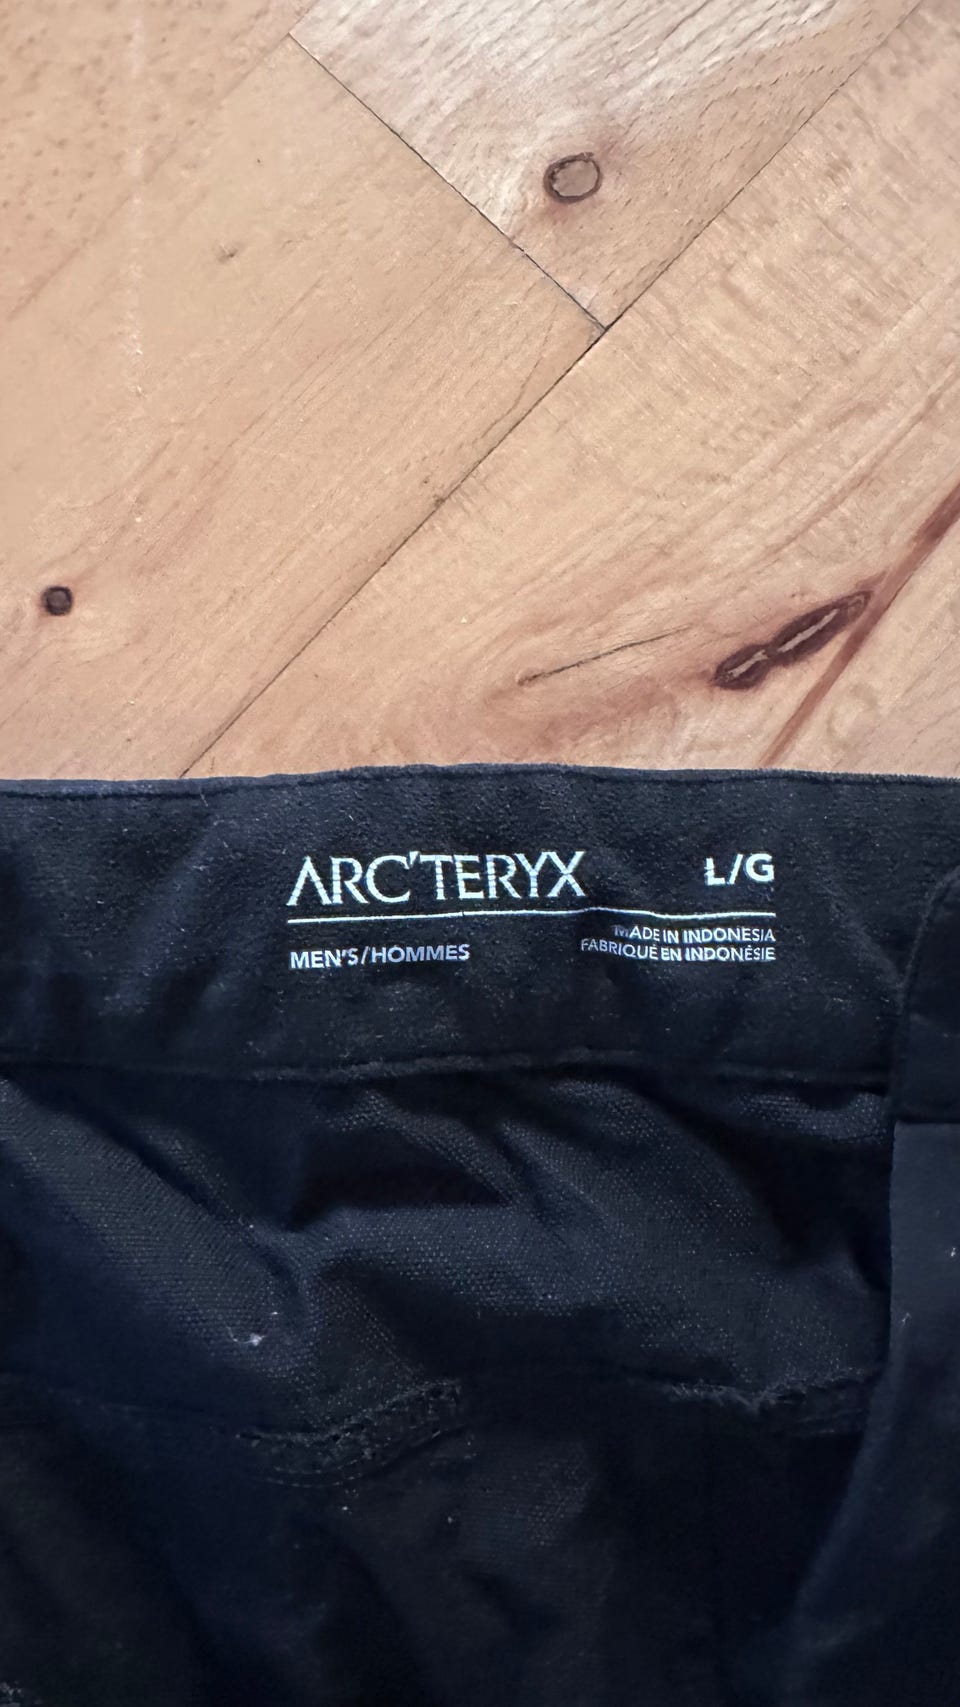 ARC'TERYX L/G
MEN'S/HOMMES MADE IN INDONESIA
FABRIQUÉ EN INDONÉSIE